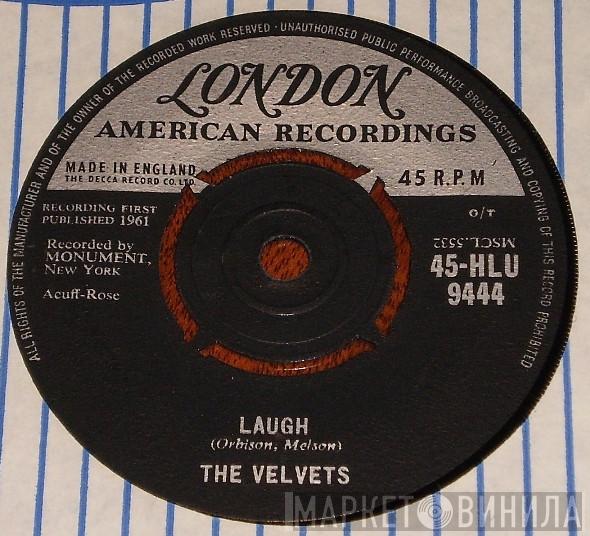 ALL RIGHTS OF THE MANUFACTURER AND OF THE OWNER OF THE RECORDED WORK RESERVED · UNAUTHORISED PUBLIC PERFORMANCE BROADCASTING AND COPYING OF THIS RECORD PROHIBITED
LONDON
AMERICAN RECORDINGS
MADE IN ENGLAND
THE DECCA RECORD CO. LTD.
45 R.P.M
RECORDING FIRST
PUBLISHED 1961
O/T
Recorded by
MONUMENT,
New York
MSCL.5532
45-HLU
9444
Acuff-Rose
LAUGH
(Orbison, Melson)
THE VELVETS
МАРКЕТ ВИНИЛА